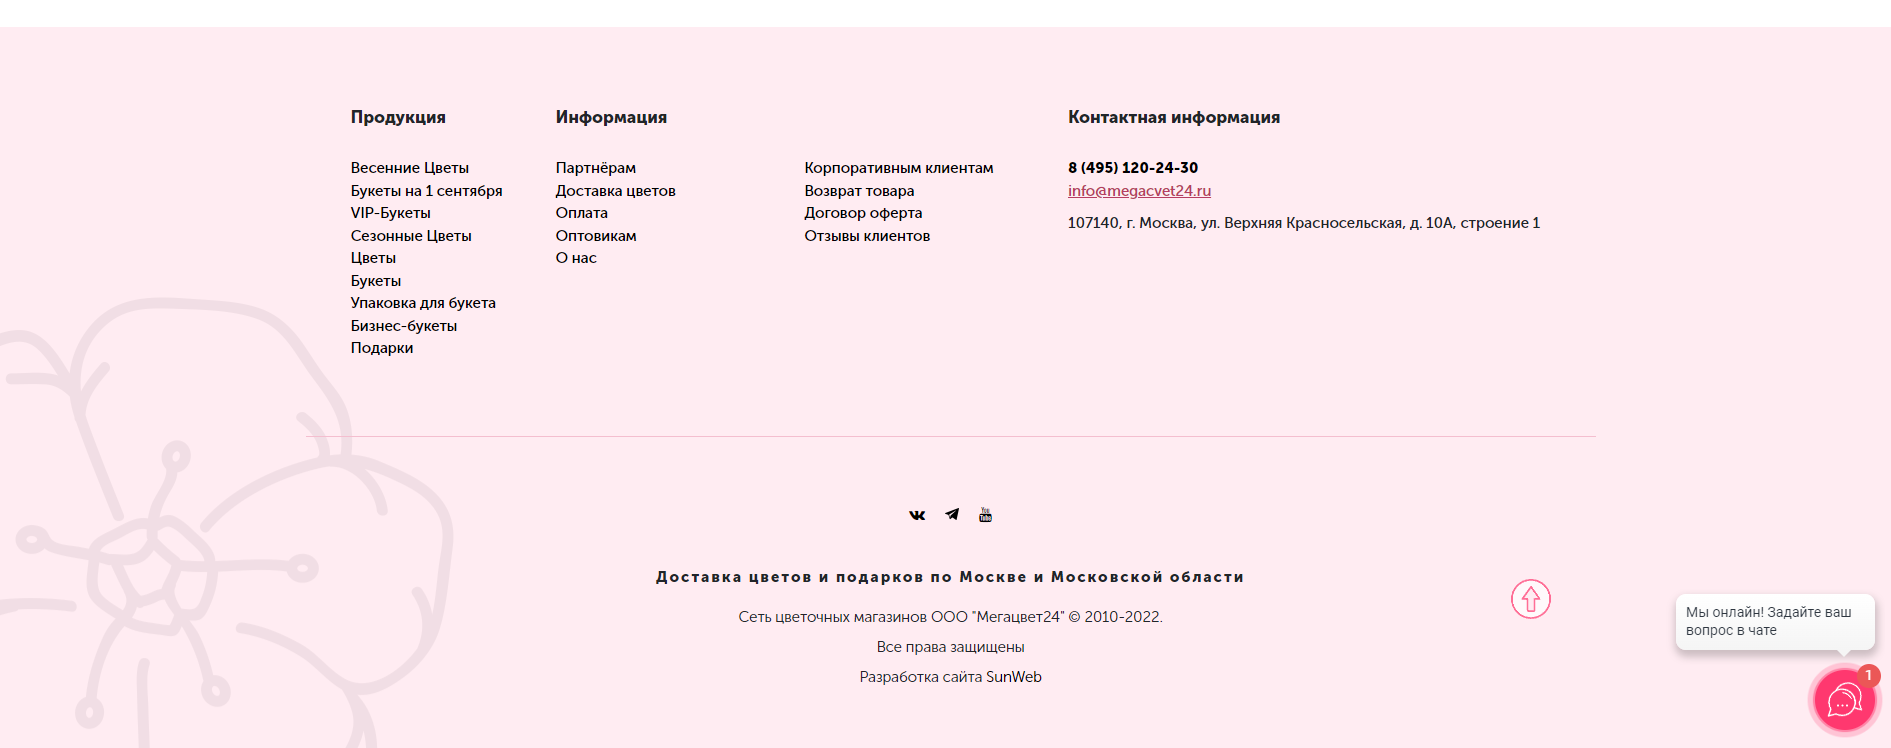 Продукция
Весенние Цветы
Букеты на 1 сентября
VIP-Букеты
Сезонные Цветы
Цветы
Букеты
Упаковка для букета
Бизнес-букеты
Подарки
Информация
Партнёрам
Доставка цветов
Оплата
Оптовикам
О нас
Корпоративным клиентам
Возврат товара
Договор оферта
Отзывы клиентов
Контактная информация
8 (495) 120-24-30
info@megacvet24.ru
107140, г. Москва, ул. Верхняя Красносельская, д. 10А, строение 1
You
Tube
Доставка цветов и подарков по Москве и Московской области
Сеть цветочных магазинов ООО "Мегацвет24" © 2010-2022.
Все права защищены
Разработка сайта SunWeb
Мы онлайн! Задайте ваш
вопрос в чате
1